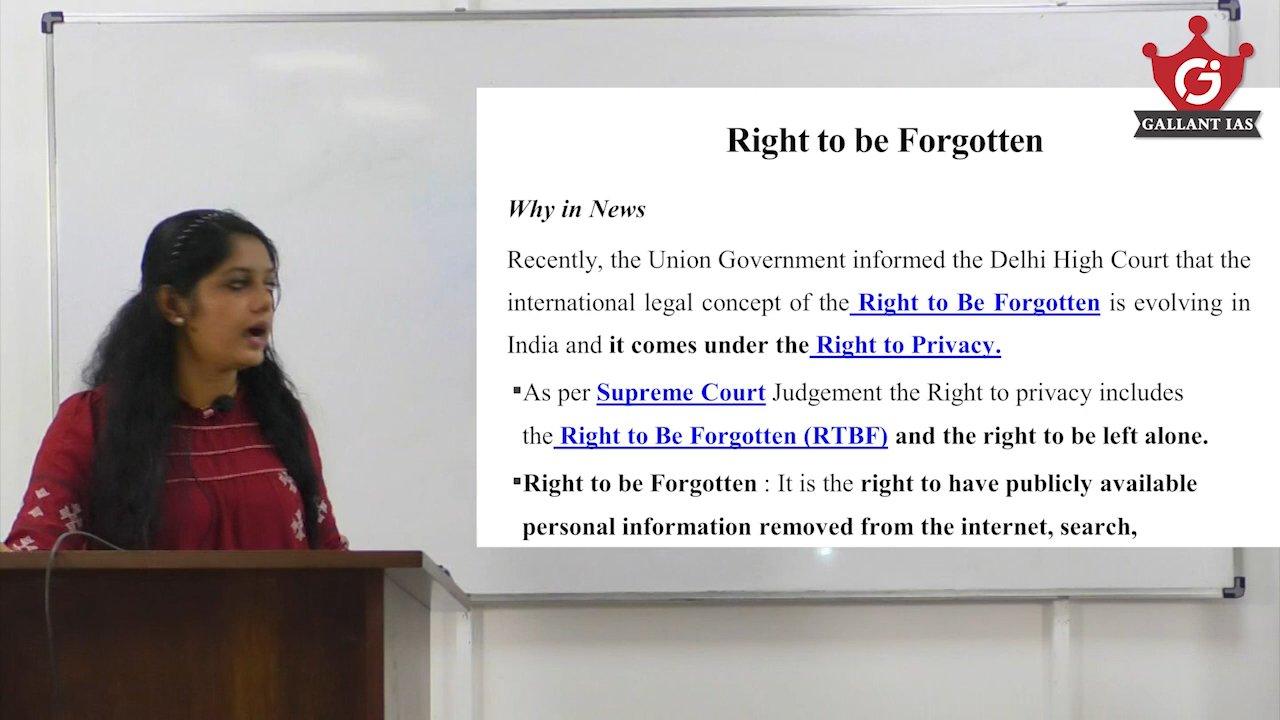 GALLANT IAS
Right to be Forgotten
Why in News
Recently, the Union Government informed the Delhi High Court that the
international legal concept of the Right to Be Forgotten is evolving in
India and it comes under the Right to Privacy.
▪As per Supreme Court Judgement the Right to privacy includes
the Right to Be Forgotten (RTBF) and the right to be left alone.
▪Right to be Forgotten : It is the right to have publicly available
personal information removed from the internet, search,